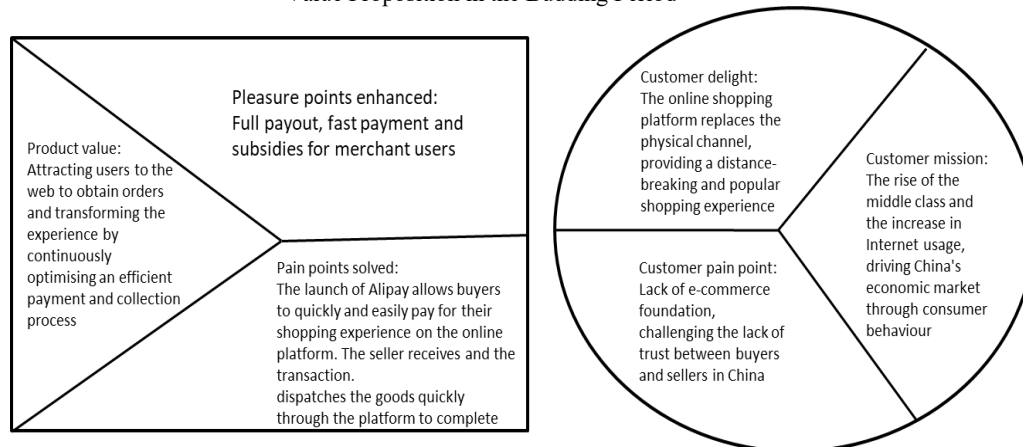 Value Proposition in the Budding Period
Pleasure points enhanced:
Full payout, fast payment and
subsidies for merchant users
Product value:
Attracting users to the
web to obtain orders
and transforming the
experience by
continuously
optimising an efficient
payment and collection
process
Pain points solved:
The launch of Alipay allows buyers
to quickly and easily pay for their
shopping experience on the online
platform. The seller receives and the
transaction.
dispatches the goods quickly
through the platform to complete
Customer delight:
The online shopping
platform replaces the
physical channel,
providing a distance-
breaking and popular
shopping experience
Customer mission:
The rise of the
middle class and
the increase in
Internet usage,
driving China's
economic market
through consumer
behaviour
Customer pain point:
Lack of e-commerce
foundation,
challenging the lack of
trust between buyers
and sellers in China